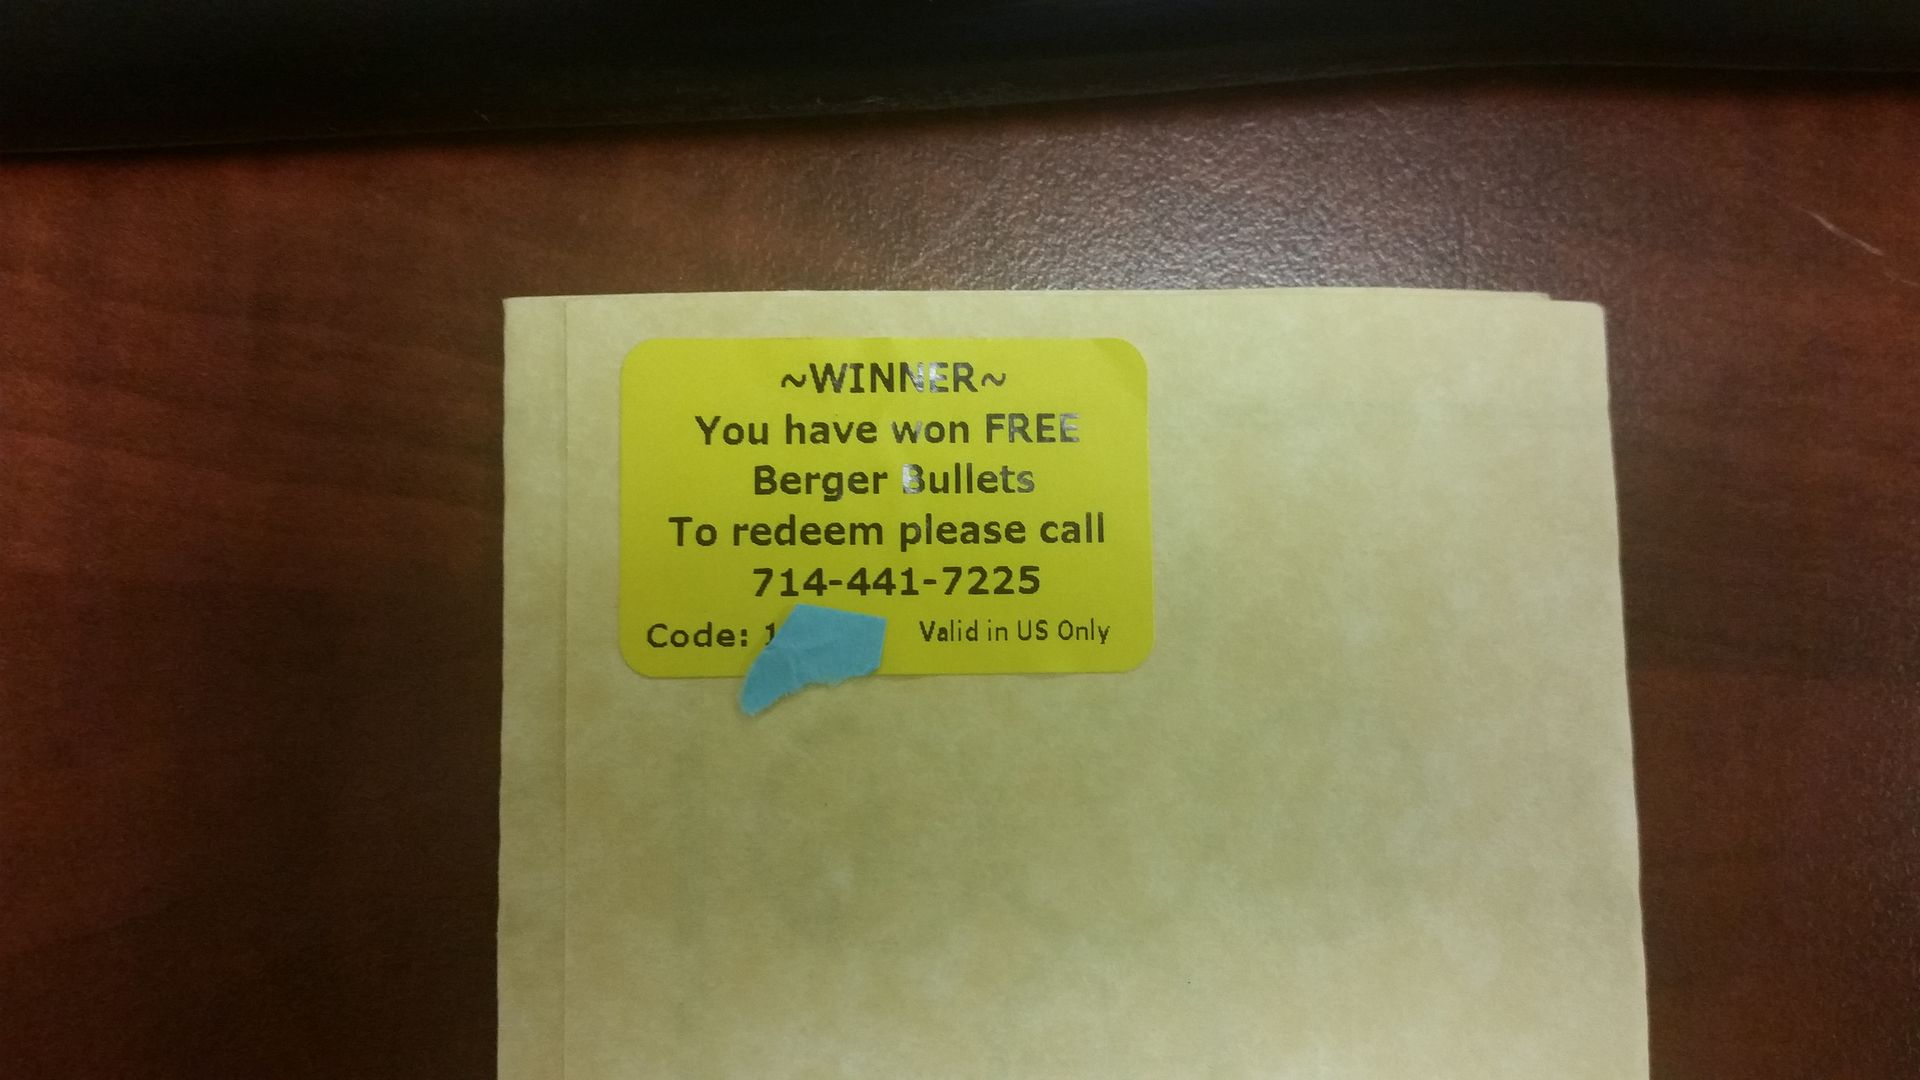 ~WINNER~
You have won FREE
Berger Bullets
To redeem please call
714-441-7225
Code: 1
Valid in US Only